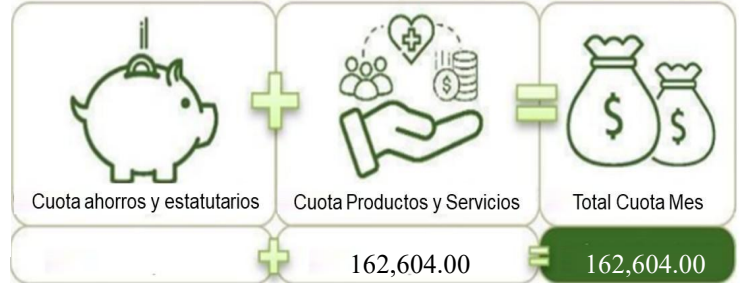 Cuota ahorros y estatutarios
Cuota Productos y Servicios
Total Cuota Mes
162,604.00
162,604.00